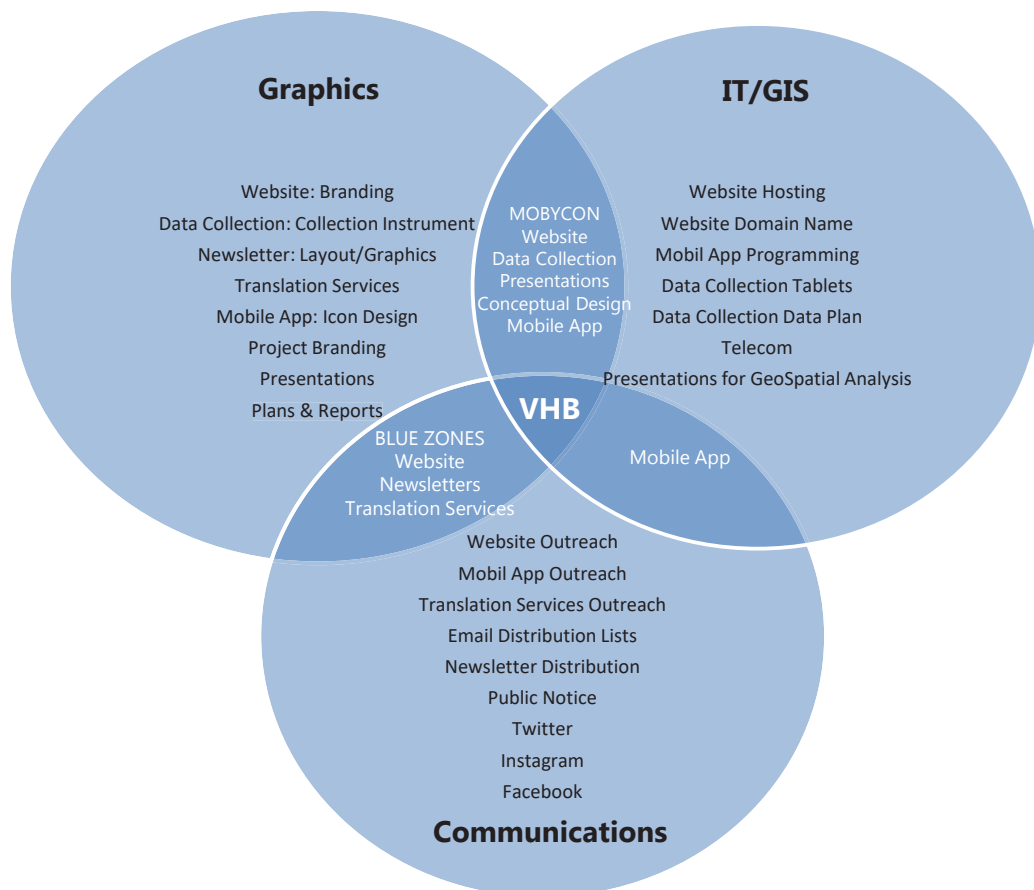 Graphics
Website: Branding
Data Collection: Collection Instrument
Newsletter: Layout/Graphics
Translation Services
Mobile App: Icon Design
Project Branding
Presentations
Plans & Reports
IT/GIS
Website Hosting
Website Domain Name
Mobil App Programming
Data Collection Tablets
Data Collection Data Plan
Telecom
Presentations for GeoSpatial Analysis
MOBYCON
Website
Data Collection
Presentations
Conceptual Design
Mobile App
VHB
BLUE ZONES
Website
Newsletters
Translation Services
Mobile App
Website Outreach
Mobil App Outreach
Translation Services Outreach
Email Distribution Lists
Newsletter Distribution
Public Notice
Twitter
Instagram
Facebook
Communications